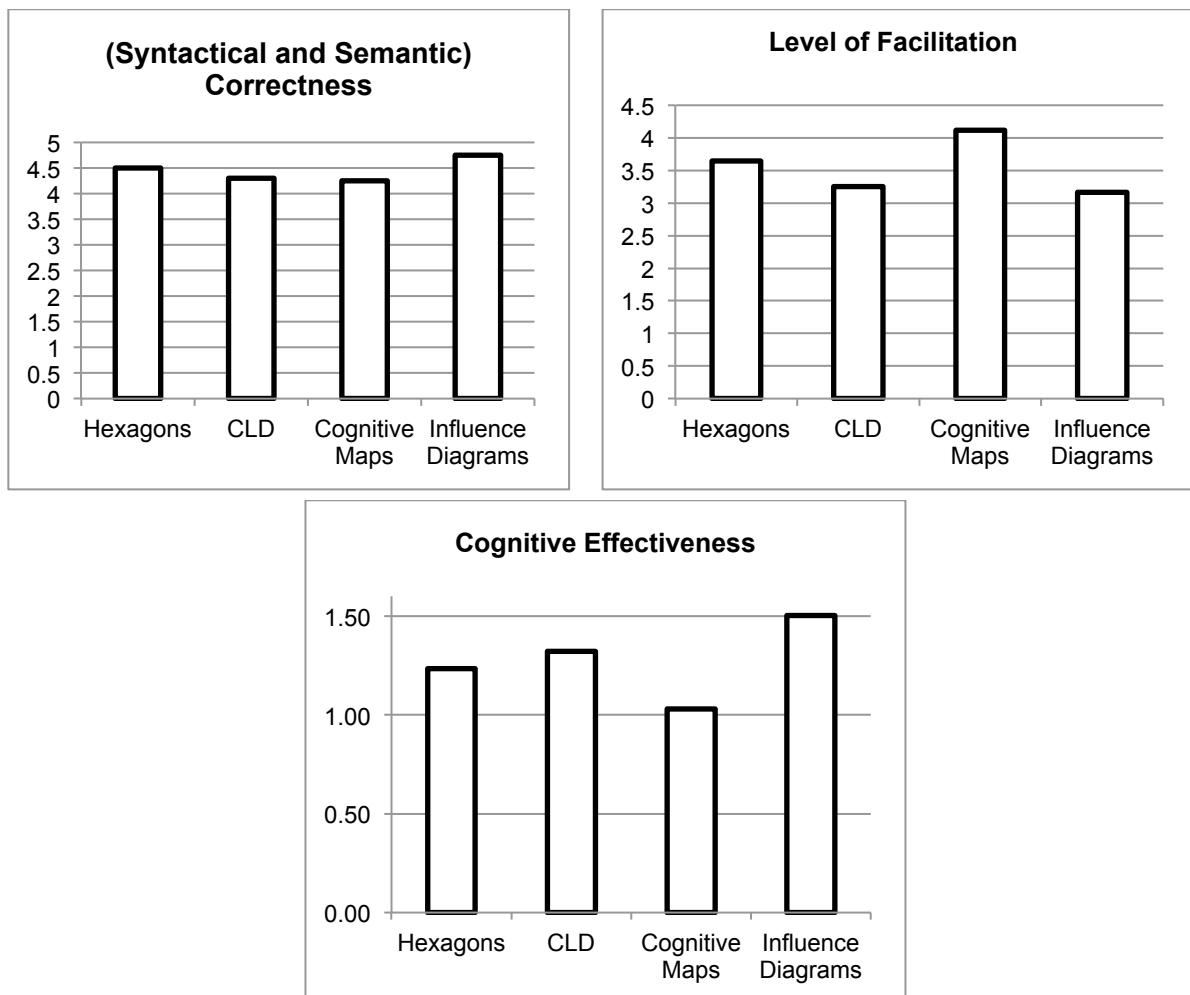 (Syntactical and Semantic)
Correctness
5
4.5
4
3.5
3
2.5
2
1.5
1
0.5
0
Hexagons CLD Cognitive Influence
Maps Diagrams
Level of Facilitation
4.5
4
3.5
3
2.5
2
1.5
1
0.5
0
Hexagons CLD Cognitive Influence
Maps Diagrams
Cognitive Effectiveness
1.50
1.00
0.50
0.00
Hexagons CLD Cognitive Influence
Maps Diagrams